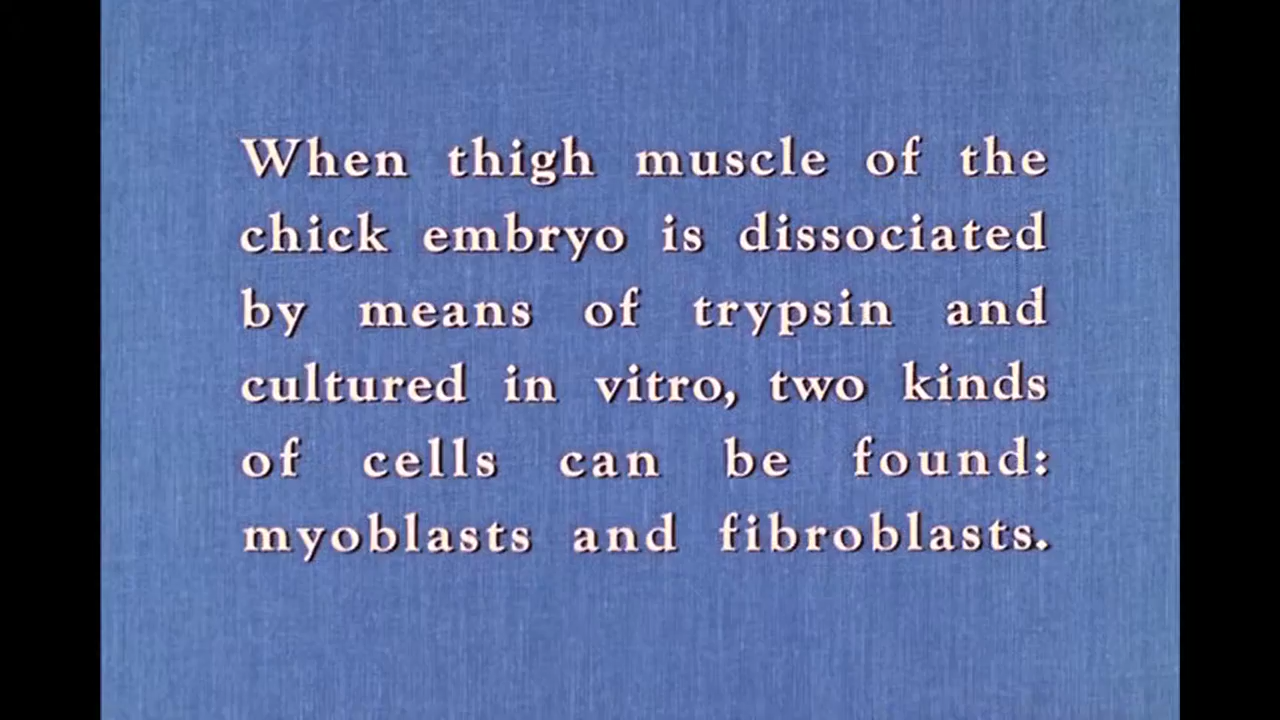 When thigh muscle of the
chick embryo is dissociated
by means of trypsin and
cultured in vitro, two kinds
of cells can be found:
myoblasts and fibroblasts.